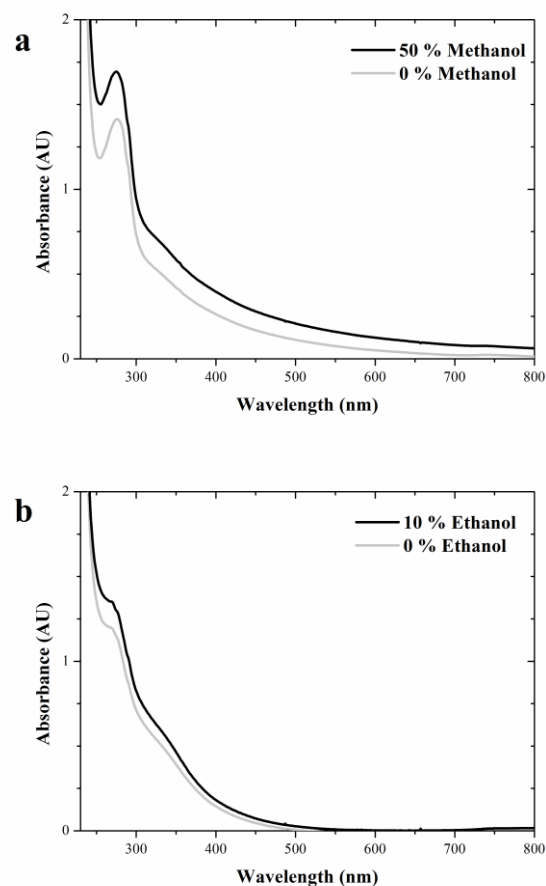 a
2
50 % Methanol
0 % Methanol
Absorbance (AU)
1
0
300 400 500 600 700 800
Wavelength (nm)
b
2
10 % Ethanol
0 % Ethanol
Absorbance (AU)
1
0
300 400 500 600 700 800
Wavelength (nm)